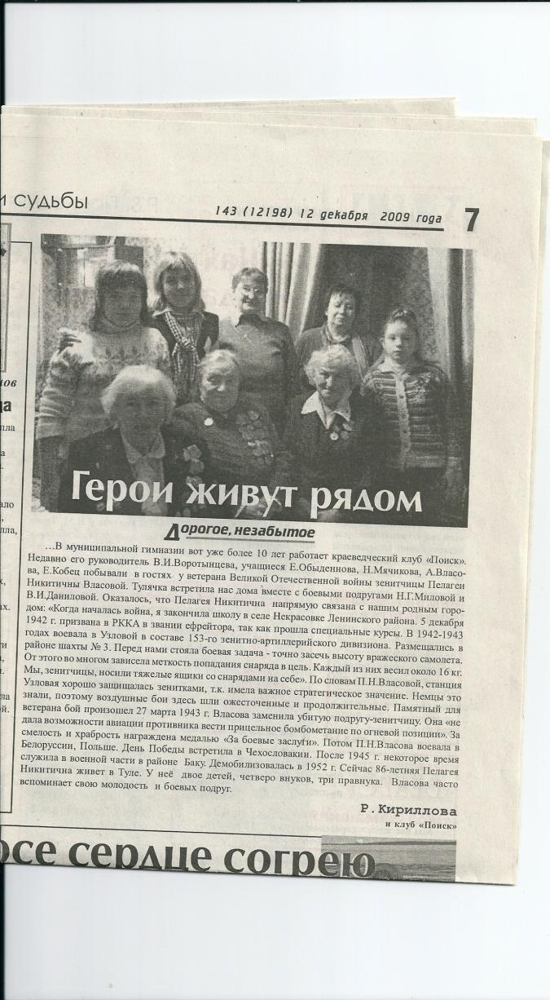 и судьбы
143 (12198) 12 декабря 2009 года
7
Герои живут рядом
Дорогое, незабытое
…В муниципальной гимназии вот уже более 10 лет работает краеведческий клуб «Поиск».
Недавно его руководитель В.И.Воротынцева, учащиеся Е.Обыденнова, Н.Мячикова, А.Власо-
ва, Е.Кобец побывали в гостях у ветерана Великой Отечественной войны зенитчицы Пелагеи
Никитичны Власовой. Тулячка встретила нас дома вместе с боевыми подругами Н.Г.Миловой и
В.И.Даниловой. Оказалось, что Пелагея Никитична напрямую связана с нашим родным горо-
дом: «Когда началась война, я закончила школу в селе Некрасовке Ленинского района. 5 декабря
1942 г. призвана в РККА в звании ефрейтора, так как прошла специальные курсы. В 1942-1943
годах воевала в Узловой в составе 153-го зенитно-артиллерийского дивизиона. Размещались в
районе шахты № 3. Перед нами стояла боевая задача - точно засечь высоту вражеского самолета.
От этого во многом зависела меткость попадания снаряда в цель. Каждый из них весил около 16 кг.
Мы, зенитчицы, носили тяжелые ящики со снарядами на себе». По словам П.Н.Власовой, станция
Узловая хорошо защищалась зенитками, т.к. имела важное стратегическое значение. Немцы это
знали, поэтому воздушные бои здесь шли ожесточенные и продолжительные. Памятный для
ветерана бой произошел 27 марта 1943 г. Власова заменила убитую подругу-зенитчицу. Она «не
дала возможности авиации противника вести прицельное бомбометание по огневой позиции». За
смелость и храбрость награждена медалью «За боевые заслуги». Потом П.Н.Власова воевала в
Белоруссии, Польше. День Победы встретила в Чехословакии. После 1945 г. некоторое время
служила в военной части в районе Баку. Демобилизовалась в 1952 г. Сейчас 86-летняя Пелагея
Никитична живет в Туле. У неё двое детей, четверо внуков, три правнука. Власова часто
вспоминает свою молодость и боевых подруг.
Р.Кириллова
и клуб «Поиск»
сердце согрею